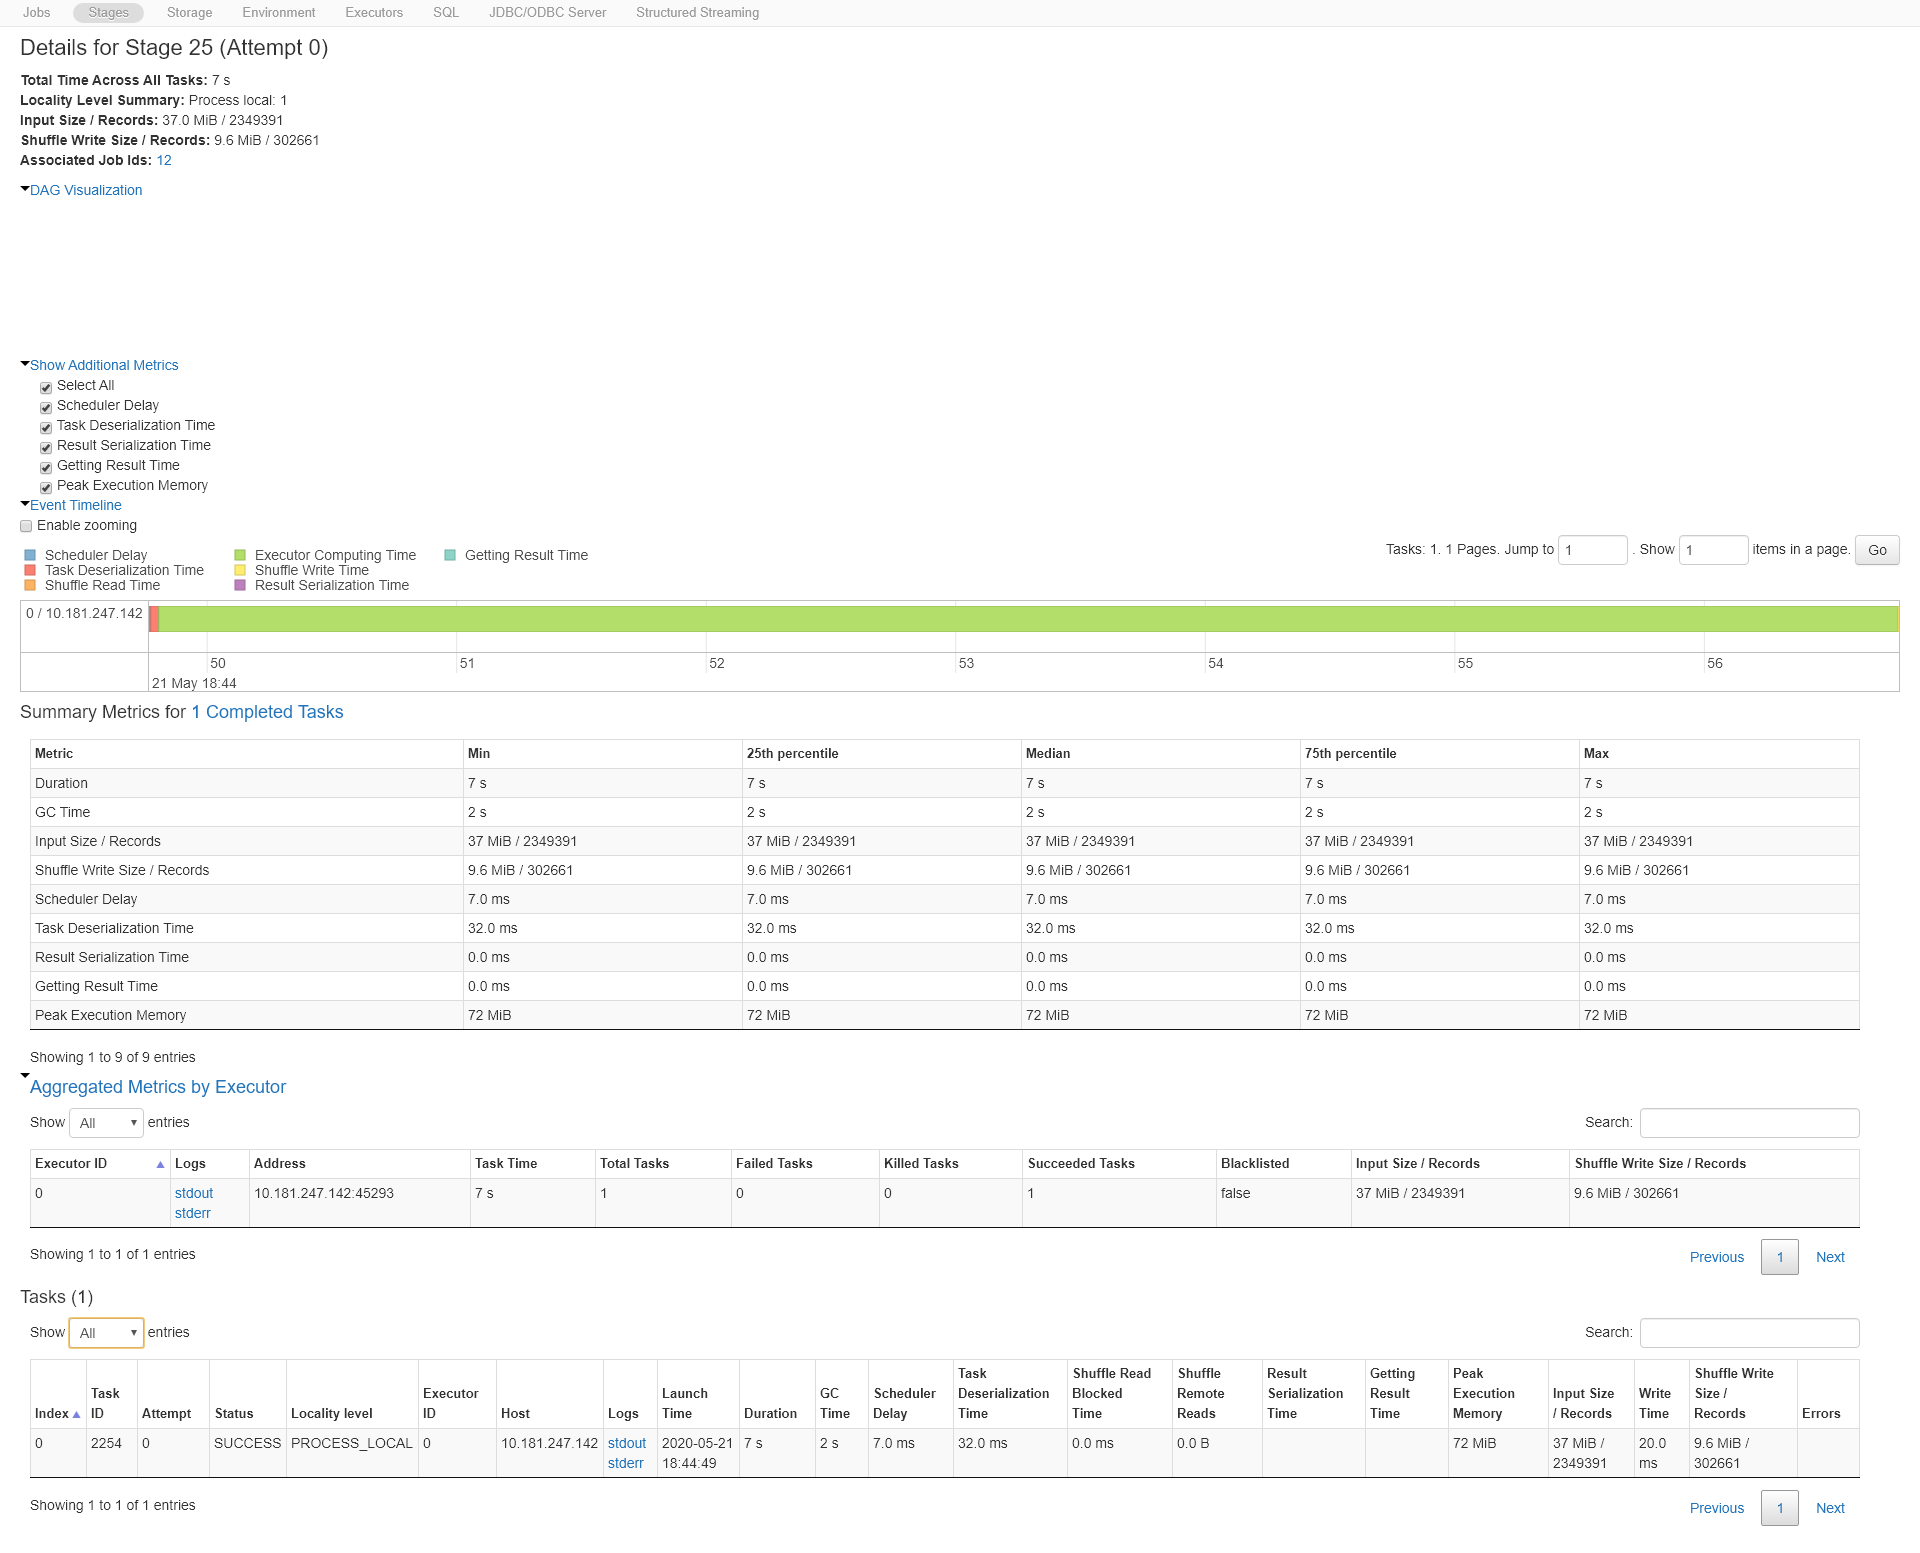 Jobs Stages Storage Environment Executors SQL JDBC/ODBC Server Structured Streaming
Details for Stage 25 (Attempt 0)
Total Time Across All Tasks: 7 s
Locality Level Summary: Process local: 1
Input Size / Records: 37.0 MiB / 2349391
Shuffle Write Size / Records: 9.6 MiB / 302661
Associated Job Ids: 12
DAG Visualization
Show Additional Metrics
Select All
Scheduler Delay
Task Deserialization Time
Result Serialization Time
Getting Result Time
Peak Execution Memory
Event Timeline
Enable zooming
Tasks: 1. 1 Pages. Jump to 1 . Show 1 items in a page. Go
Scheduler Delay Executor Computing Time Getting Result Time
Task Deserialization Time Shuffle Write Time
Shuffle Read Time Result Serialization Time
0 / 10.181.247.142
50 51 52 53 54 55 56
21 May 18:44
Summary Metrics for 1 Completed Tasks
Metric Min 25th percentile Median 75th percentile Max
Duration 7 s 7 s 7 s 7 s 7 s
GC Time 2 s 2 s 2 s 2 s 2 s
Input Size / Records 37 MiB / 2349391 37 MiB / 2349391 37 MiB / 2349391 37 MiB / 2349391 37 MiB / 2349391
Shuffle Write Size / Records 9.6 MiB / 302661 9.6 MiB / 302661 9.6 MiB / 302661 9.6 MiB / 302661 9.6 MiB / 302661
Scheduler Delay 7.0 ms 7.0 ms 7.0 ms 7.0 ms 7.0 ms
Task Deserialization Time 32.0 ms 32.0 ms 32.0 ms 32.0 ms 32.0 ms
Result Serialization Time 0.0 ms 0.0 ms 0.0 ms 0.0 ms 0.0 ms
Getting Result Time 0.0 ms 0.0 ms 0.0 ms 0.0 ms 0.0 ms
Peak Execution Memory 72 MiB 72 MiB 72 MiB 72 MiB 72 MiB
Showing 1 to 9 of 9 entries
Aggregated Metrics by Executor
Show All entries Search:
Executor ID Logs Address Task Time Total Tasks Failed Tasks Killed Tasks Succeeded Tasks Blacklisted Input Size / Records Shuffle Write Size / Records
0 stdout 10.181.247.142:45293 7 s 1 0 0 1 false 37 MiB / 2349391 9.6 MiB / 302661
stderr
Showing 1 to 1 of 1 entries
Previous 1 Next
Tasks (1)
Show All entries Search:
Task Shuffle Read Shuffle Result Getting Peak Shuffle Write
Task Executor Launch GC Scheduler Deserialization Blocked Remote Serialization Result Execution Input Size Write Size /
Index ID Attempt Status Locality level ID Host Logs Time Duration Time Delay Time Time Reads Time Time Memory / Records Time Records Errors
0 2254 0 SUCCESS PROCESS_LOCAL 0 10.181.247.142 stdout 2020-05-21 7 s 2 s 7.0 ms 32.0 ms 0.0 ms 0.0 B 72 MiB 37 MiB / 20.0 9.6 MiB /
stderr 18:44:49 2349391 ms 302661
Showing 1 to 1 of 1 entries
Previous 1 Next